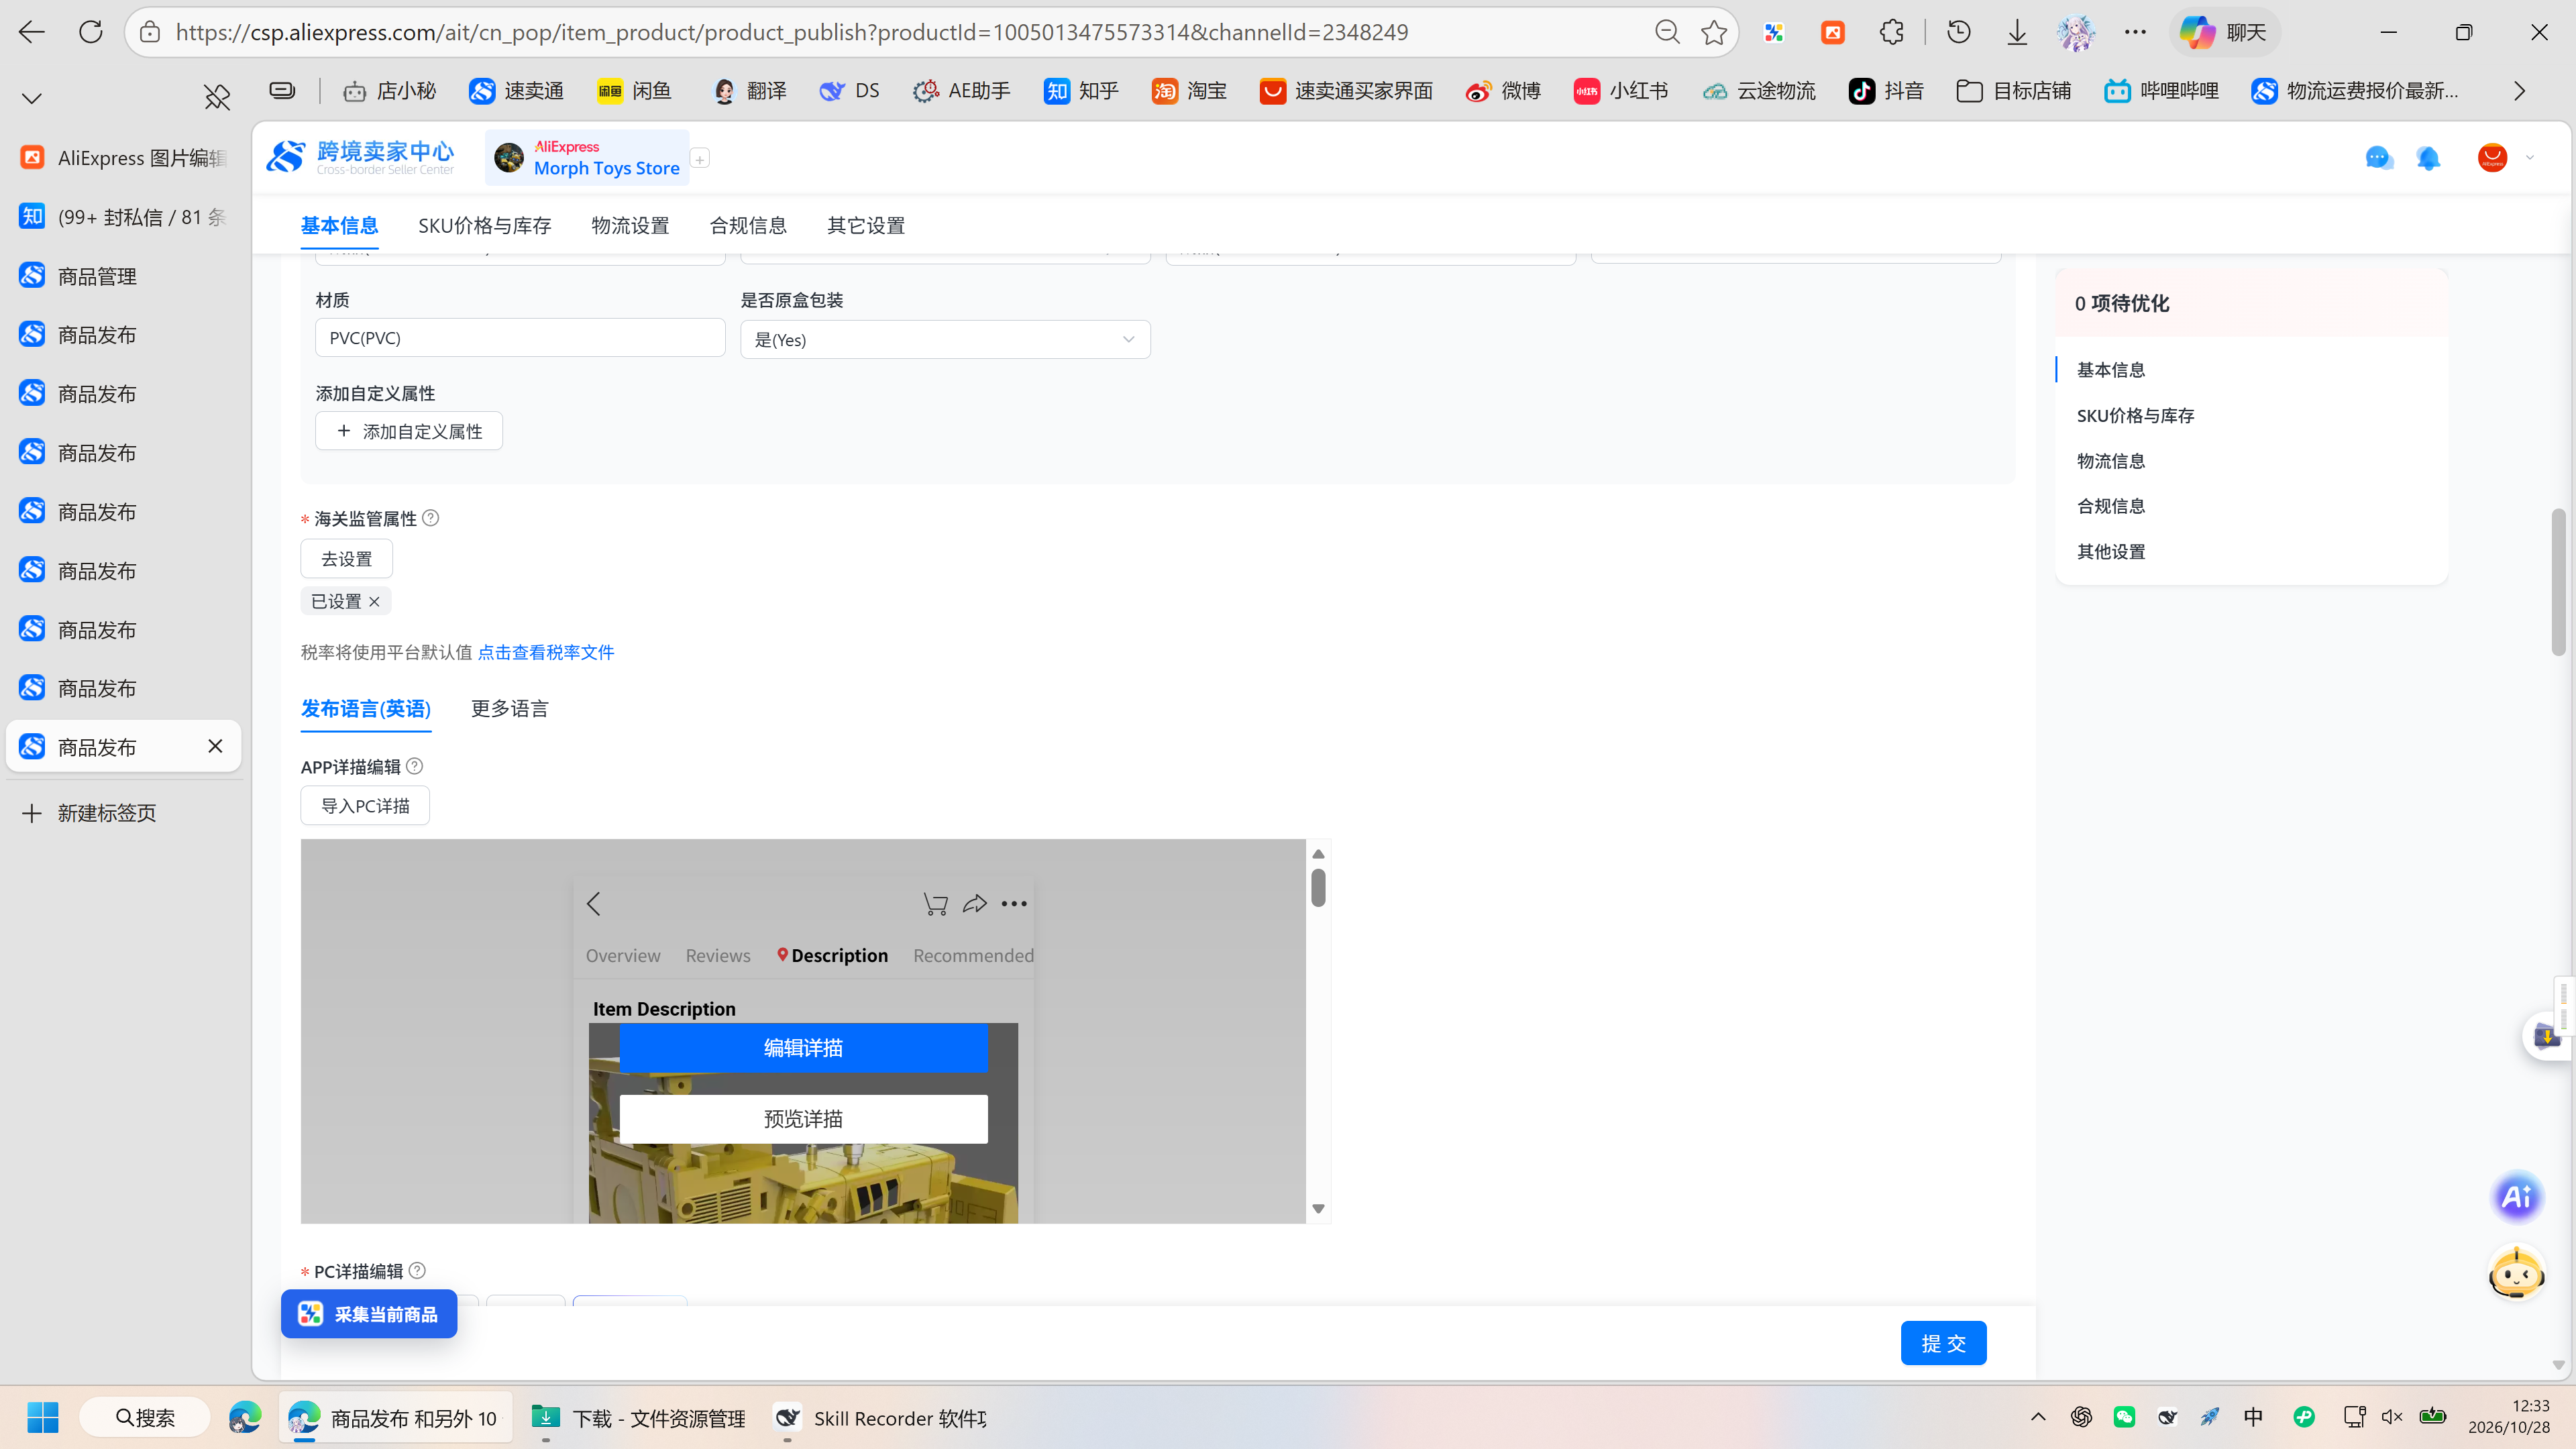 https://csp.aliexpress.com/ait/cn_pop/item_product/product_publish?productId=1005013475573314&channelId=2348249
聊天
店小秘
速卖通
闲鱼
翻译
DS
AE助手
知乎
淘宝
速卖通买家界面
微博
小红书
云途物流
抖音
目标店铺
哔哩哔哩
物流运费报价最新...
AliExpress 图片编辑
(99+ 封私信 / 81 条
商品管理
商品发布
商品发布
商品发布
商品发布
商品发布
商品发布
商品发布
商品发布
新建标签页
跨境卖家中心
Cross-border Seller Center
AliExpress
Morph Toys Store
基本信息
SKU价格与库存
物流设置
合规信息
其它设置
材质
是否原盒包装
PVC(PVC)
是(Yes)
添加自定义属性
+ 添加自定义属性
* 海关监管属性
去设置
已设置
税率将使用平台默认值 点击查看税率文件
发布语言(英语)
更多语言
APP详描编辑
导入PC详描
Overview
Reviews
Description
Recommended
Item Description
编辑详描
预览详描
* PC详描编辑
采集当前商品
提 交
0 项待优化
基本信息
SKU价格与库存
物流信息
合规信息
其他设置
Ai
搜索
商品发布 和另外 10
下载 - 文件资源管理
Skill Recorder 软件
中
12:33
2026/10/28